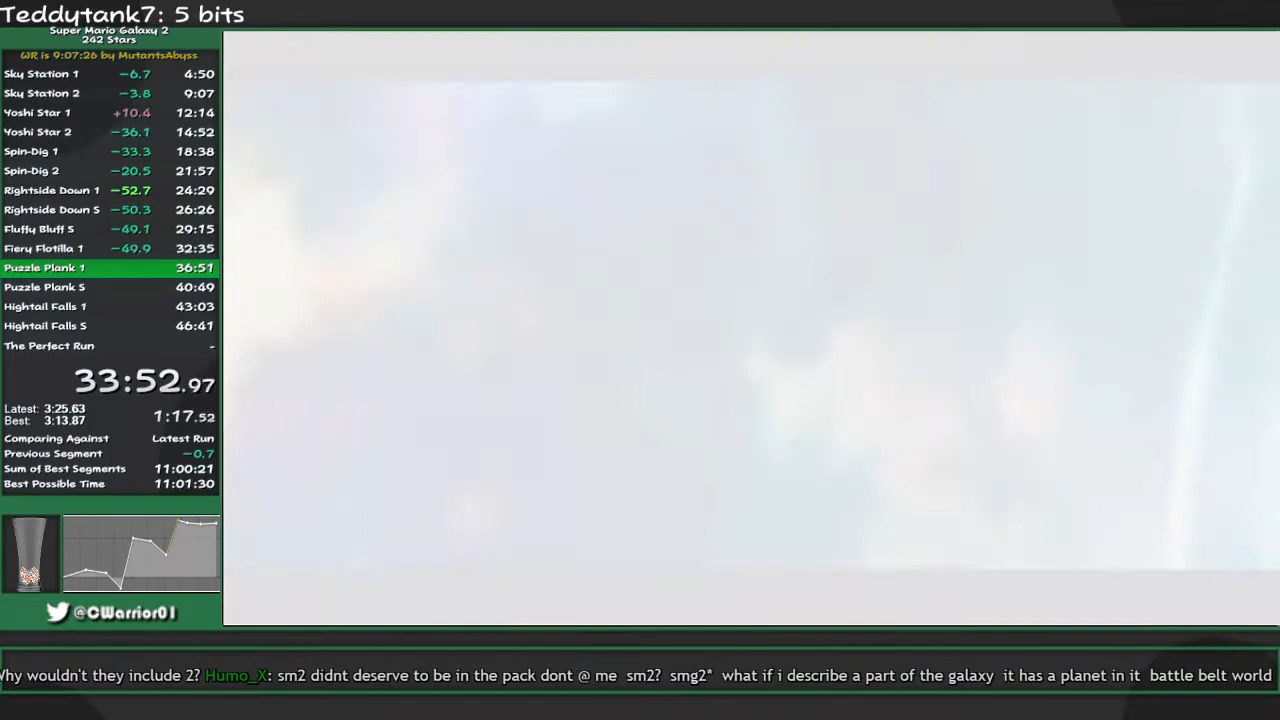 Teddytank7: 5 bits
Super Mario Galaxy 2
242 Stars
WR is 9:07:26 by MutantsAbyss
Sky Station 1 −6.7 4:50
Sky Station 2 −3.8 9:07
Yoshi Star 1 +10.4 12:14
Yoshi Star 2 −36.1 14:52
Spin-Dig 1 −33.3 18:38
Spin-Dig 2 −20.5 21:57
Rightside Down 1 −52.7 24:29
Rightside Down S −50.3 26:26
Fluffy Bluff S −49.1 29:15
Fiery Flotilla 1 −49.9 32:35
Puzzle Plank 1 36:51
Puzzle Plank S 40:49
Hightail Falls 1 43:03
Hightail Falls S 46:41
The Perfect Run -
33:52.97
Latest: 3:25.63
Best: 3:13.87
1:17.52
Comparing Against Latest Run
Previous Segment −0.7
Sum of Best Segments 11:00:21
Best Possible Time 11:01:30
@CWarrior01
Why wouldn't they include 2? Humo_X: sm2 didnt deserve to be in the pack dont @ me sm2? smg2* what if i describe a part of the galaxy it has a planet in it battle belt world